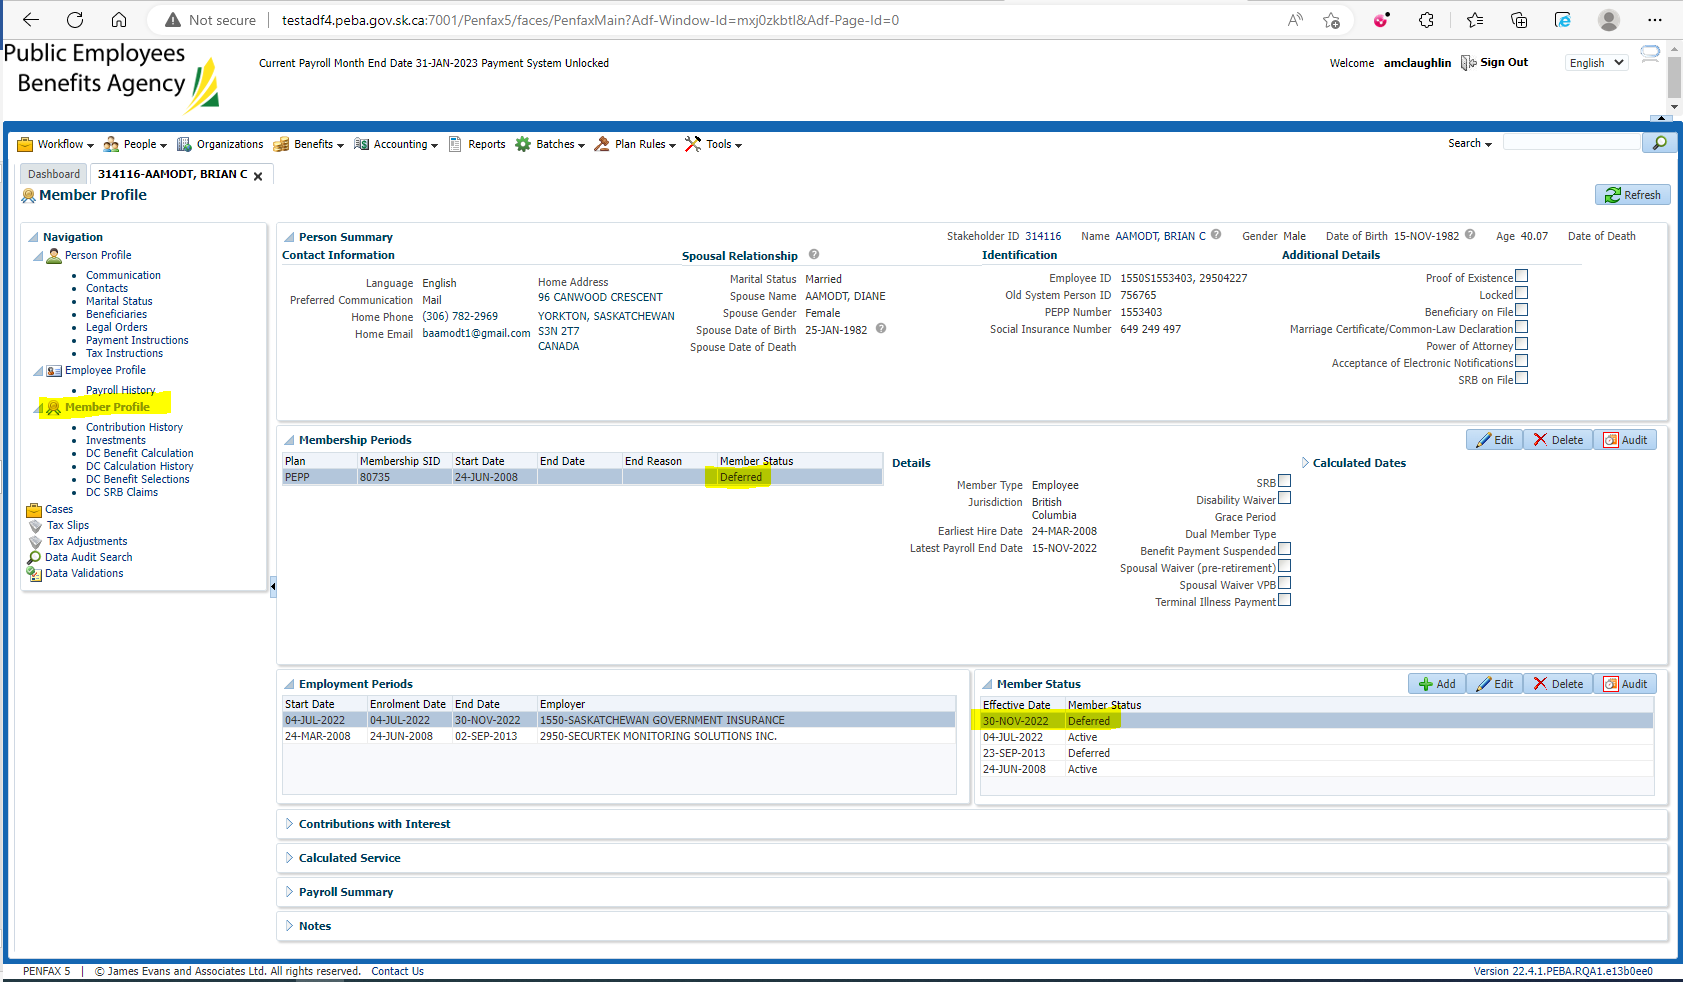 Not secure | testadf4.peba.gov.sk.ca:7001/Penfax5/faces/PenfaxMain?Adf-Window-Id=mxj0zkbtl&Adf-Page-Id=0
Public Employees
Benefits Agency
Current Payroll Month End Date 31-JAN-2023 Payment System Unlocked
Welcome amclaughlin Sign Out English
Workflow People Organizations Benefits Accounting Reports Batches Plan Rules Tools Search
Dashboard 314116-AAMODT, BRIAN C
Member Profile Refresh
Navigation
Person Profile
Communication
Contacts
Marital Status
Beneficiaries
Legal Orders
Payment Instructions
Tax Instructions
Employee Profile
Payroll History
Member Profile
Contribution History
Investments
DC Benefit Calculation
DC Calculation History
DC Benefit Selections
DC SRB Claims
Cases
Tax Slips
Tax Adjustments
Data Audit Search
Data Validations
Person Summary Stakeholder ID 314116 Name AAMODT, BRIAN C Gender Male Date of Birth 15-NOV-1982 Age 40.07 Date of Death
Contact Information
Language English
Preferred Communication Mail
Home Phone (306) 782-2969
Home Email baamodt1@gmail.com
Home Address
96 CANWOOD CRESCENT
YORKTON, SASKATCHEWAN
S3N 2T7
CANADA
Spousal Relationship
Marital Status Married
Spouse Name AAMODT, DIANE
Spouse Gender Female
Spouse Date of Birth 25-JAN-1982
Spouse Date of Death
Identification
Employee ID 1550S1553403, 29504227
Old System Person ID 756765
PEPP Number 1553403
Social Insurance Number 649 249 497
Additional Details
Proof of Existence
Locked
Beneficiary on File
Marriage Certificate/Common-Law Declaration
Power of Attorney
Acceptance of Electronic Notifications
SRB on File
Membership Periods Edit Delete Audit
Plan Membership SID Start Date End Date End Reason Member Status
PEPP 80735 24-JUN-2008 Deferred
Details
Member Type Employee
Jurisdiction British
Columbia
Earliest Hire Date 24-MAR-2008
Latest Payroll End Date 15-NOV-2022
SRB
Disability Waiver
Grace Period
Dual Member Type
Benefit Payment Suspended
Spousal Waiver (pre-retirement)
Spousal Waiver VPB
Terminal Illness Payment
Calculated Dates
Employment Periods
Start Date Enrolment Date End Date Employer
04-JUL-2022 04-JUL-2022 30-NOV-2022 1550-SASKATCHEWAN GOVERNMENT INSURANCE
24-MAR-2008 24-JUN-2008 02-SEP-2013 2950-SECURTEK MONITORING SOLUTIONS INC.
Member Status Add Edit Delete Audit
Effective Date Member Status
30-NOV-2022 Deferred
04-JUL-2022 Active
23-SEP-2013 Deferred
24-JUN-2008 Active
Contributions with Interest
Calculated Service
Payroll Summary
Notes
PENFAX 5 | © James Evans and Associates Ltd. All rights reserved. Contact Us Version 22.4.1.PEBA.RQA1.e13b0ee0